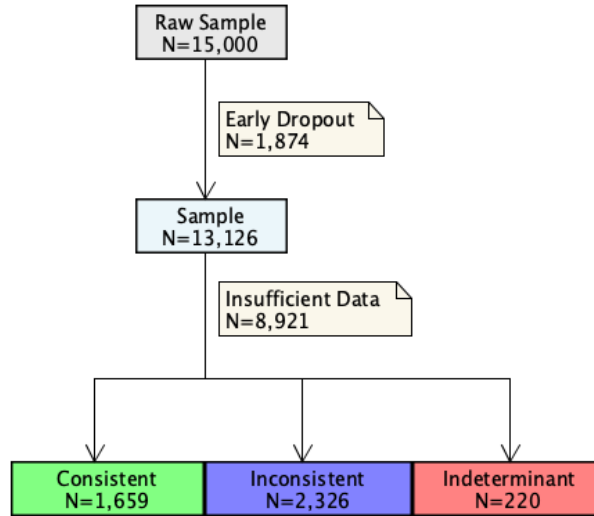 Raw Sample
N=15,000
Early Dropout
N=1,874
Sample
N=13,126
Insufficient Data
N=8,921
Consistent
N=1,659
Inconsistent
N=2,326
Indeterminant
N=220